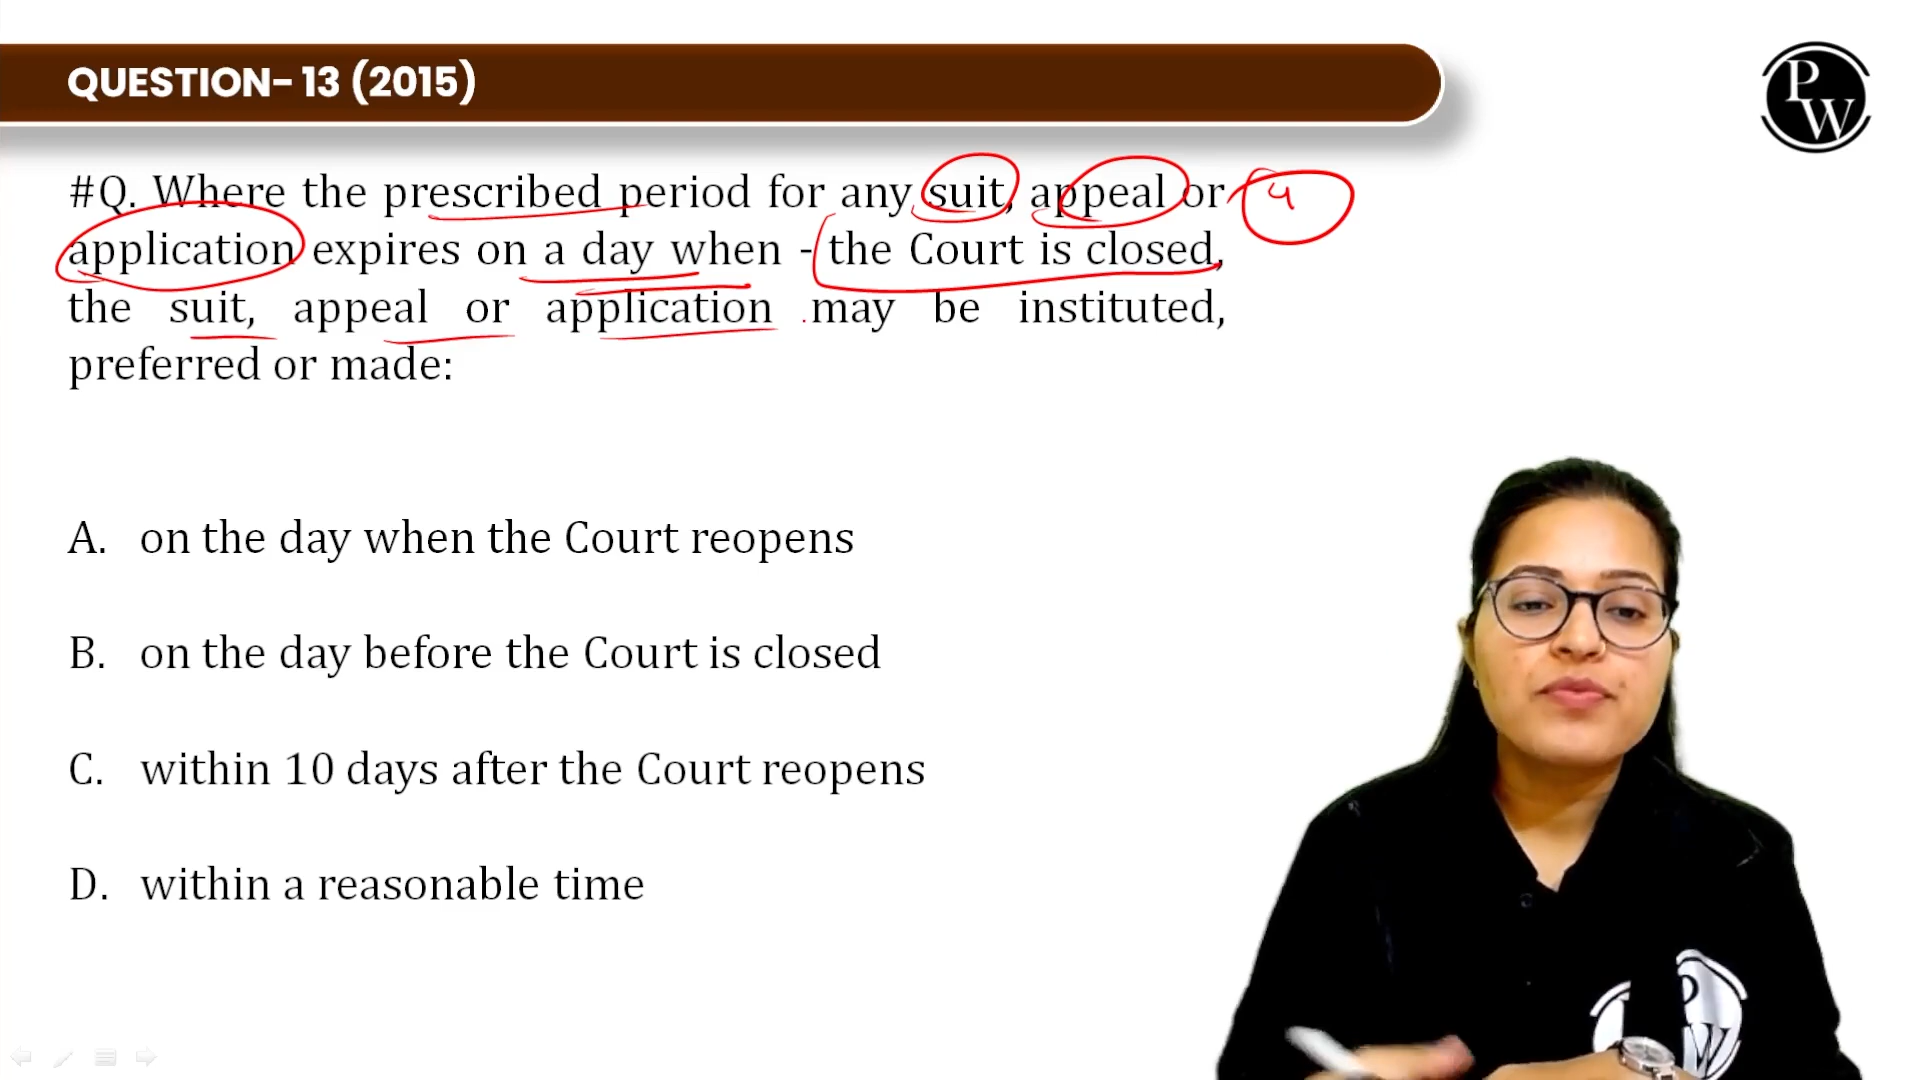 QUESTION- 13 (2015)
P
W
#Q. Where the prescribed period for any suit, appeal or
4
application expires on a day when - the Court is closed,
the suit, appeal or application may be instituted,
preferred or made:
A. on the day when the Court reopens
B. on the day before the Court is closed
C. within 10 days after the Court reopens
D. within a reasonable time
P
W